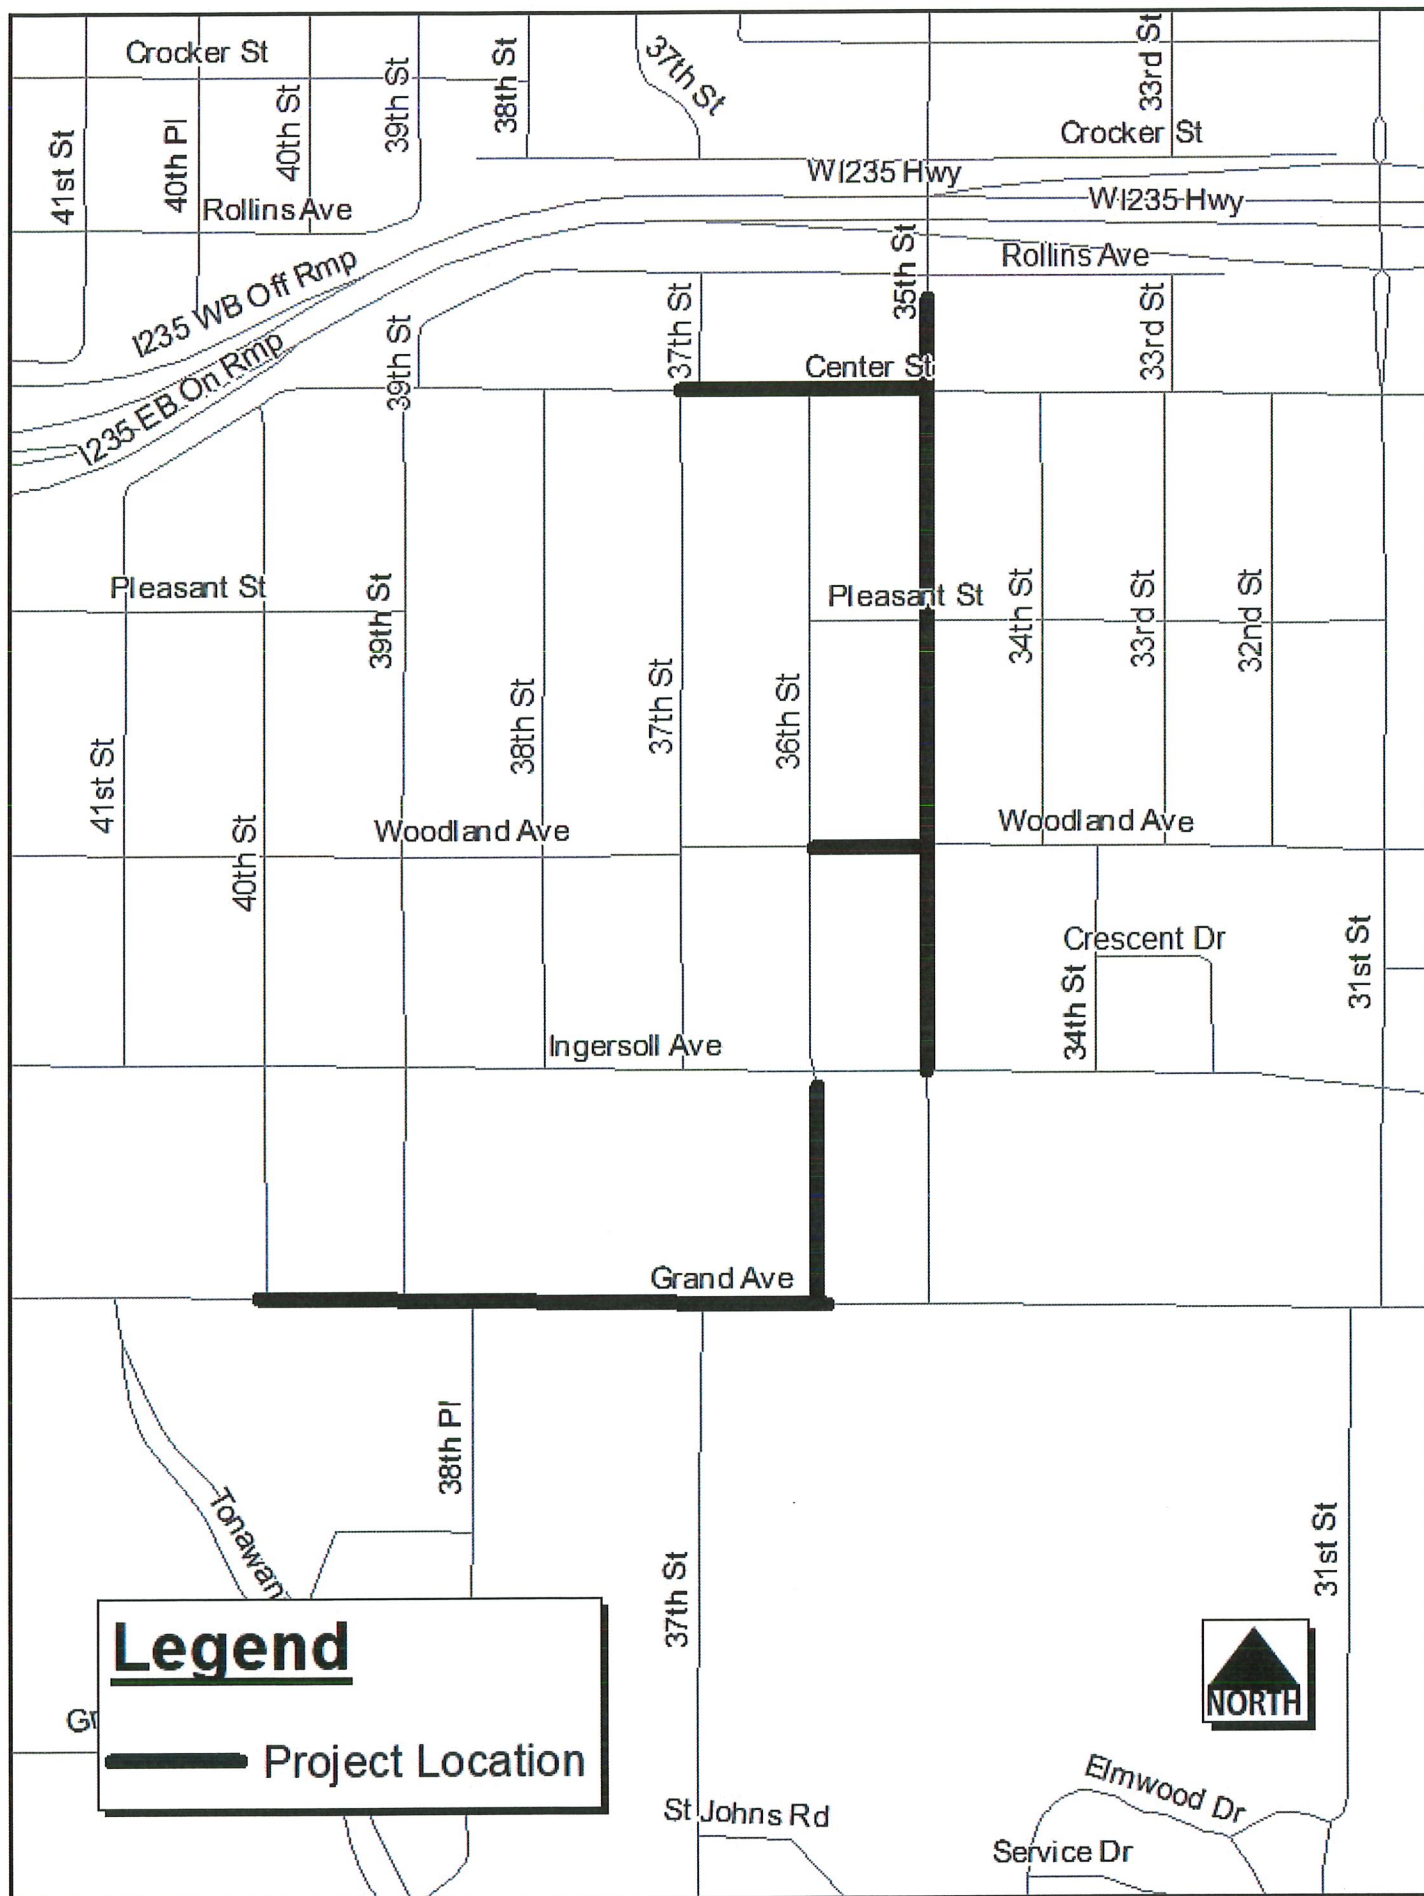 Crocker St
37th St
33rd St
38th St
39th St
40th St
40th Pl
41st St
Crocker St
W I235 Hwy
W I235 Hwy
Rollins Ave
35th St
Rollins Ave
I235 WB Off Rmp
37th St
33rd St
39th St
I235 EB On Rmp
Center St
Pleasant St
39th St
Pleasant St
34th St
33rd St
32nd St
38th St
37th St
36th St
41st St
40th St
Woodland Ave
Woodland Ave
Crescent Dr
31st St
34th St
Ingersoll Ave
Grand Ave
38th Pl
37th St
31st St
Legend
NORTH
Project Location
Elmwood Dr
St Johns Rd
Service Dr